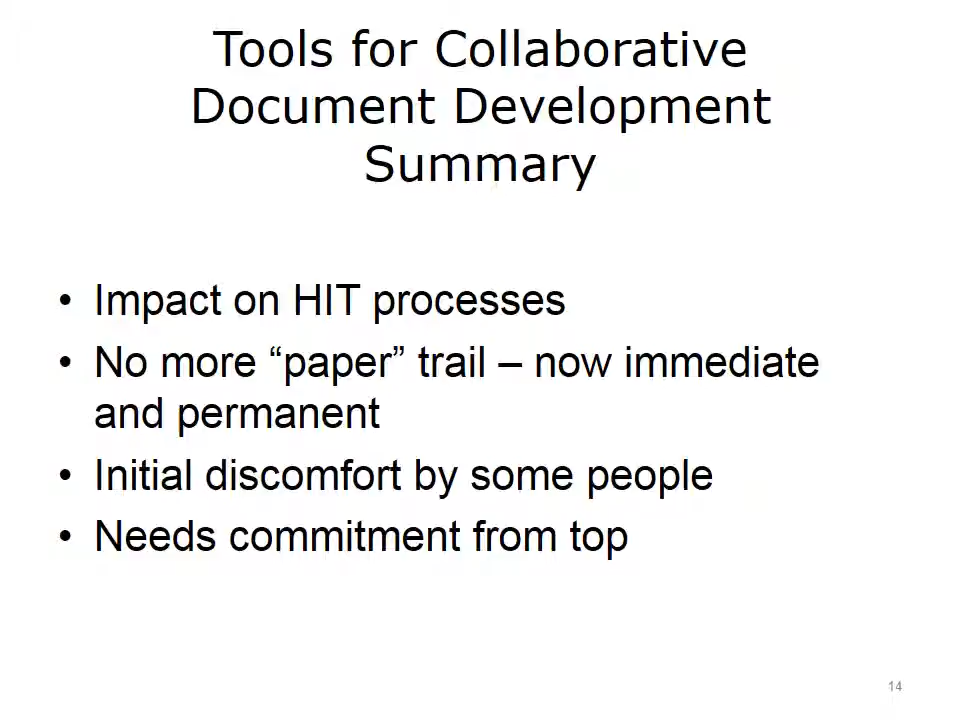 Tools for Collaborative
Document Development
Summary
• Impact on HIT processes
• No more “paper” trail – now immediate
and permanent
• Initial discomfort by some people
• Needs commitment from top
14